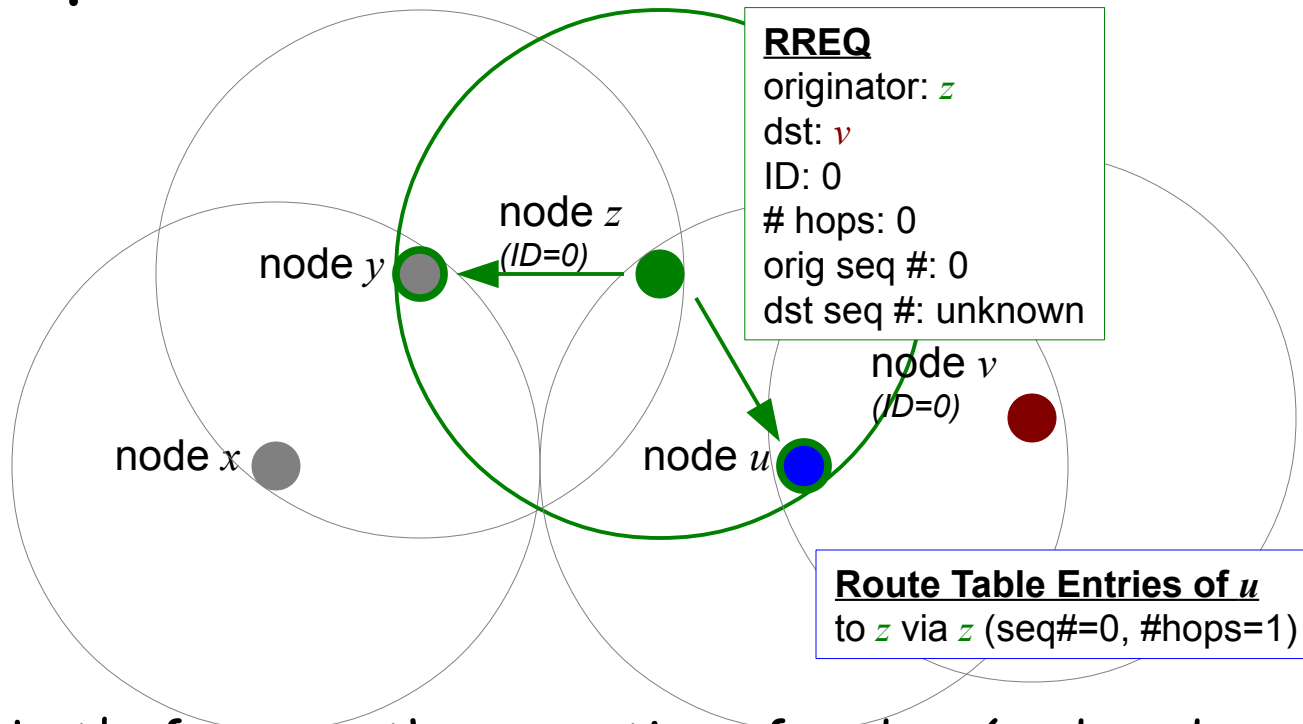 RREQ
originator: z
dst: v
ID: 0
# hops: 0
orig seq #: 0
dst seq #: unknown
node z
(ID=0)
node y
node v
(ID=0)
node x
node u
Route Table Entries of u
to z via z (seq#=0, #hops=1)